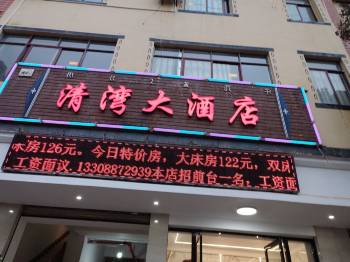 清湾大酒店
床房126元，今日特价房，大床房122元，双床
工资面议 13308872939本店招前台一名；工资面